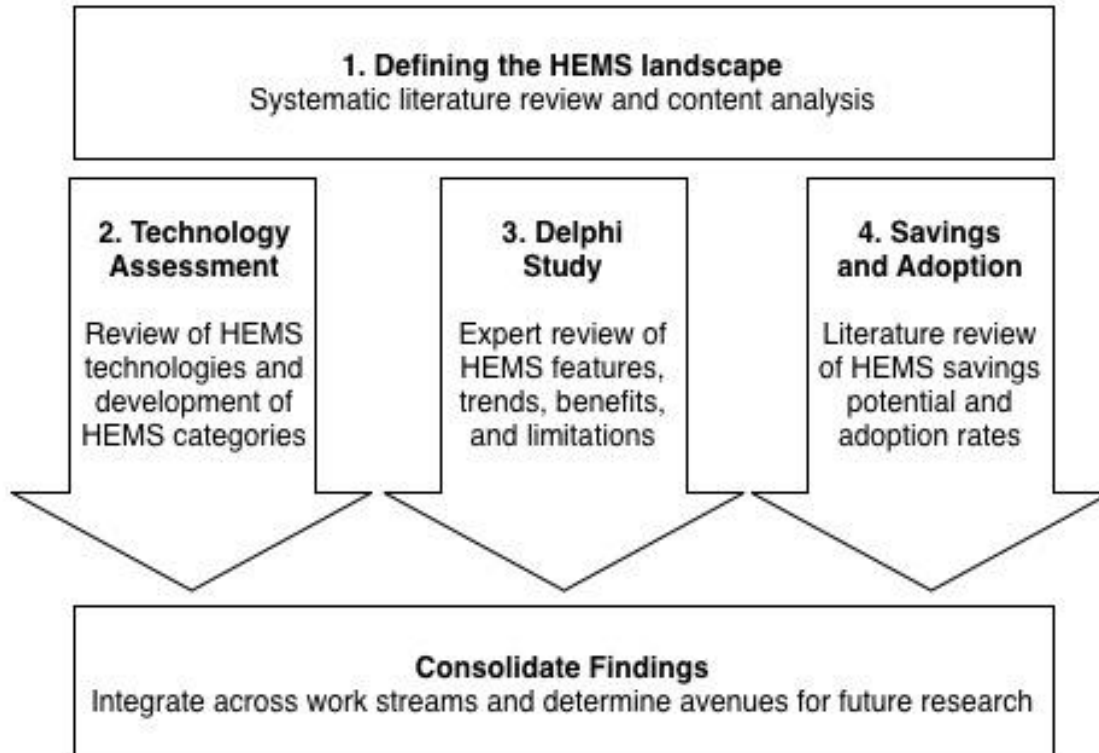 1. Defining the HEMS landscape
Systematic literature review and content analysis
2. Technology
Assessment
Review of HEMS
technologies and
development of
HEMS categories
3. Delphi
Study
Expert review of
HEMS features,
trends, benefits,
and limitations
4. Savings
and Adoption
Literature review
of HEMS savings
potential and
adoption rates
Consolidate Findings
Integrate across work streams and determine avenues for future research